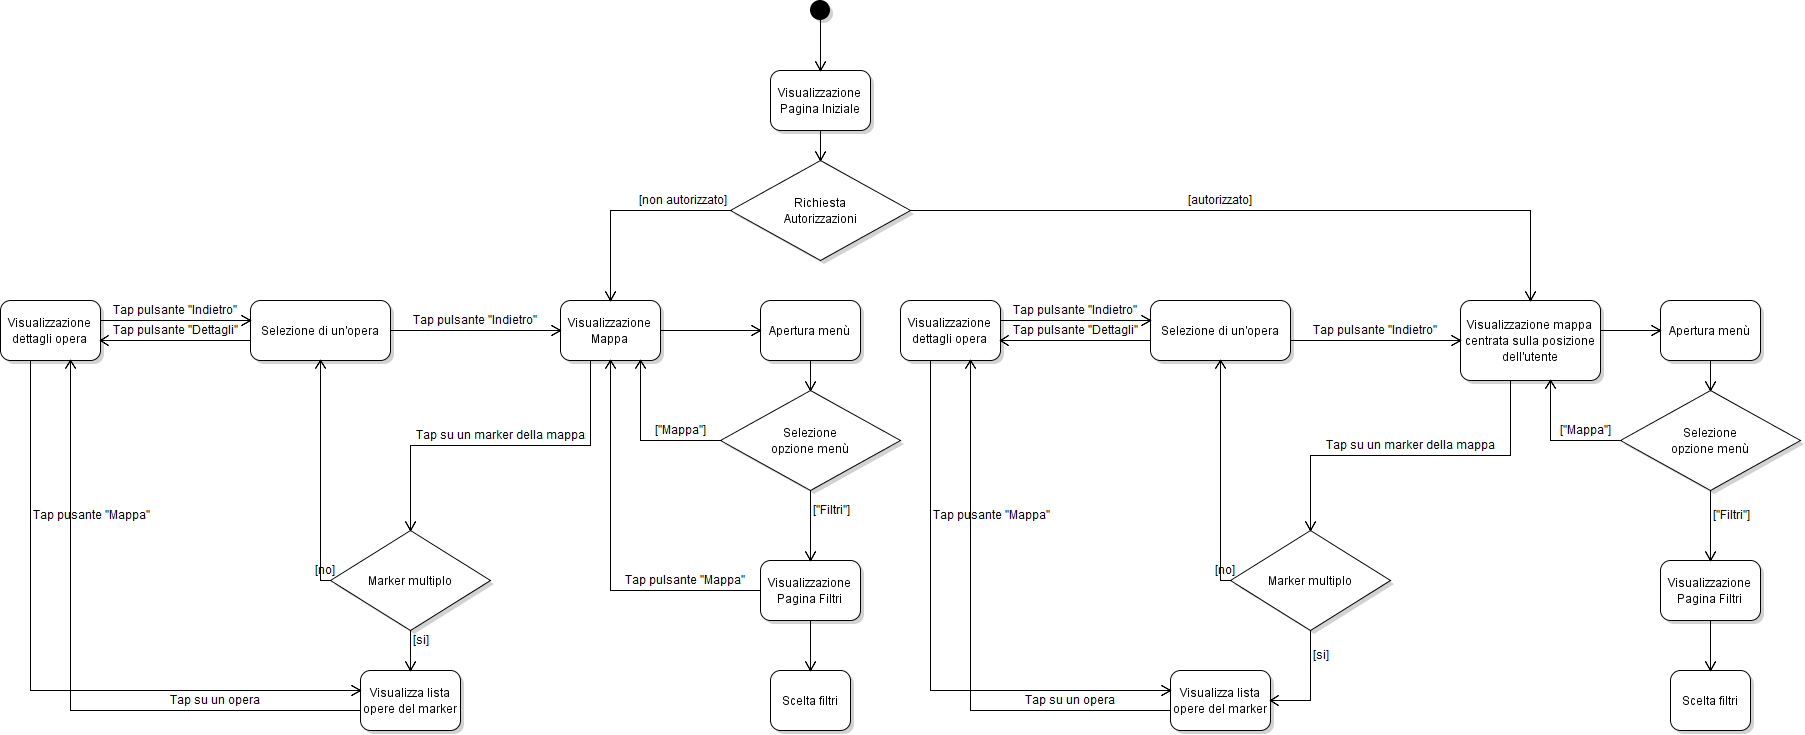 Visualizzazione
Pagina Iniziale
[non autorizzato]
Richiesta
Autorizzazioni
[autorizzato]
Visualizzazione
dettagli opera
Tap pulsante "Indietro"
Tap pulsante "Dettagli"
Selezione di un'opera
Tap pulsante "Indietro"
Visualizzazione
Mappa
Apertura menù
Tap su un marker della mappa
["Mappa"]
Selezione
opzione menù
["Filtri"]
Tap pusante "Mappa"
[no]
Marker multiplo
[si]
Tap pulsante "Mappa"
Visualizzazione
Pagina Filtri
Tap su un opera
Visualizza lista
opere del marker
Scelta filtri
Visualizzazione
dettagli opera
Tap pulsante "Indietro"
Tap pulsante "Dettagli"
Selezione di un'opera
Tap pulsante "Indietro"
Visualizzazione mappa
centrata sulla posizione
dell'utente
Apertura menù
Tap su un marker della mappa
["Mappa"]
Selezione
opzione menù
["Filtri"]
Tap pusante "Mappa"
[no]
Marker multiplo
[si]
Visualizzazione
Pagina Filtri
Tap su un opera
Visualizza lista
opere del marker
Scelta filtri